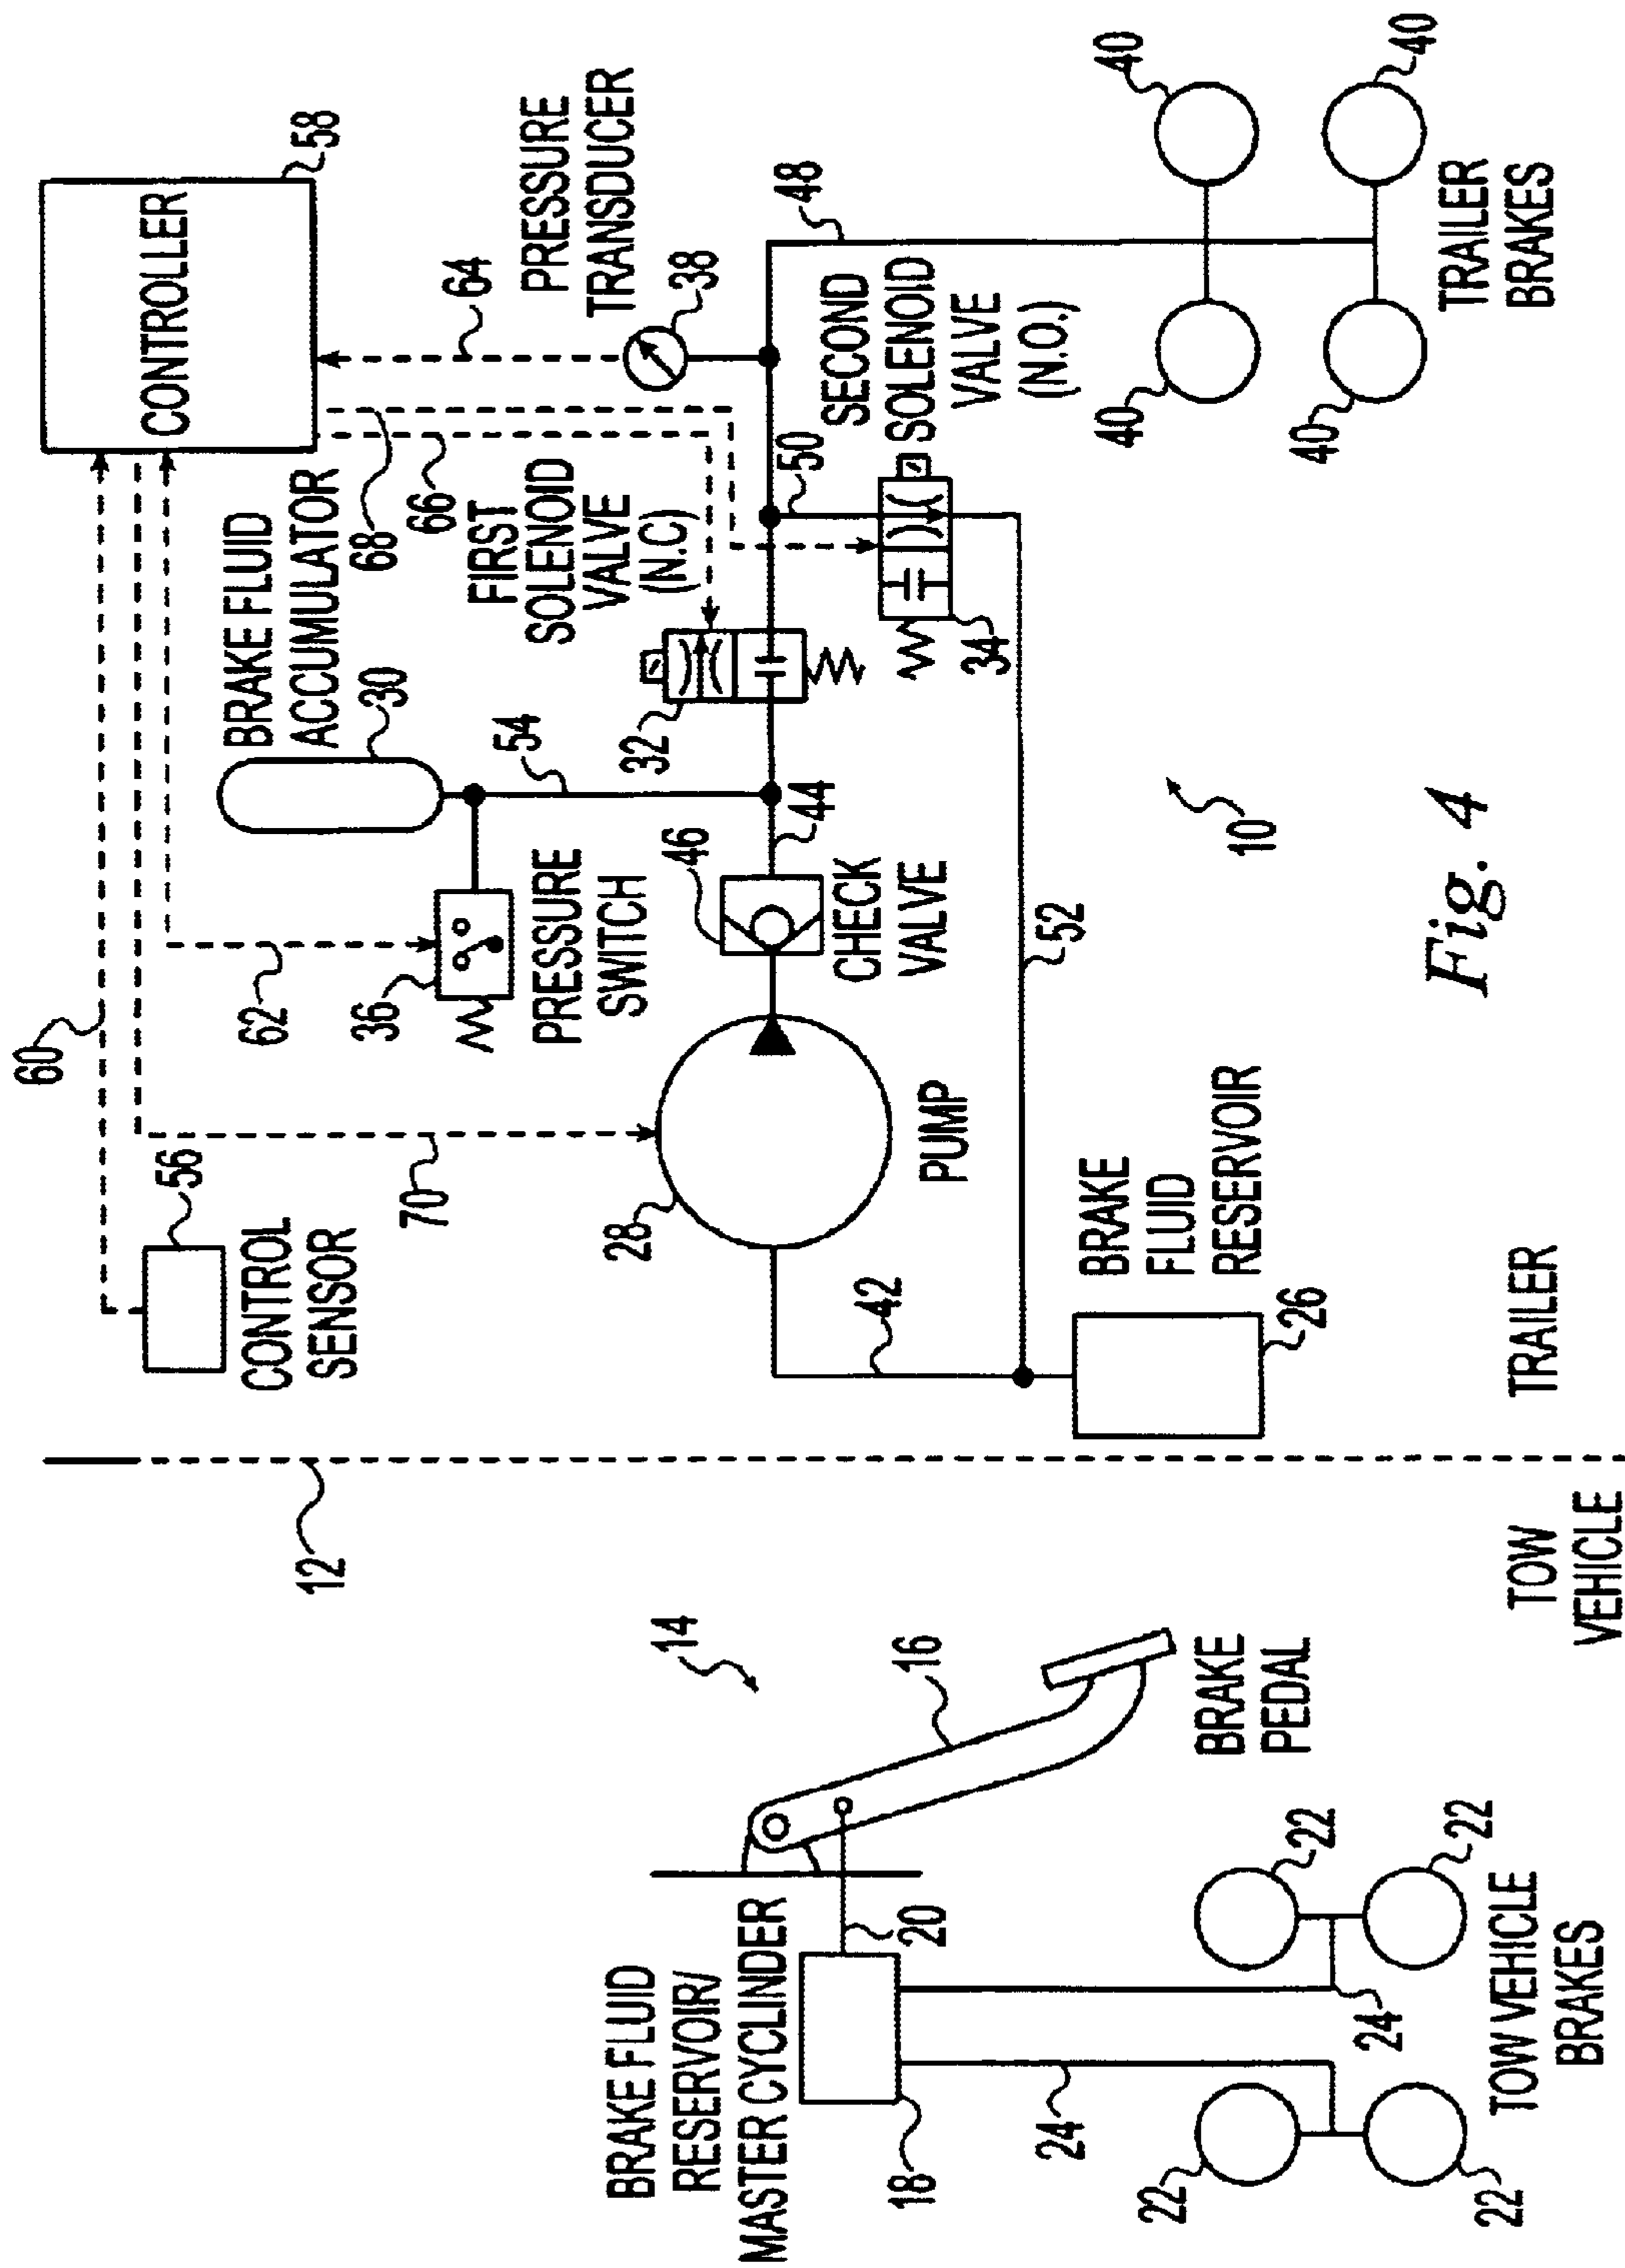 60
62
70
56
CONTROL
SENSOR
12
BRAKE FLUID
ACCUMULATOR
30
36
PRESSURE
SWITCH
54
28
PUMP
46
CHECK
VALVE
44
42
BRAKE
FLUID
RESERVOIR
26
52
CONTROLLER
58
68
66
64
FIRST
SOLENOID
VALVE
(N.C)
32
PRESSURE
TRANSDUCER
38
SECOND
SOLENOID
VALVE
(N.O.)
50
34
48
40
40
40
40
TRAILER
BRAKES
10
TRAILER
TOW
VEHICLE
14
16
BRAKE
PEDAL
BRAKE FLUID
RESERVOIR/
MASTER CYCLINDER
20
18
24
24
22
22
22
22
TOW VEHICLE
BRAKES
Fig. 4